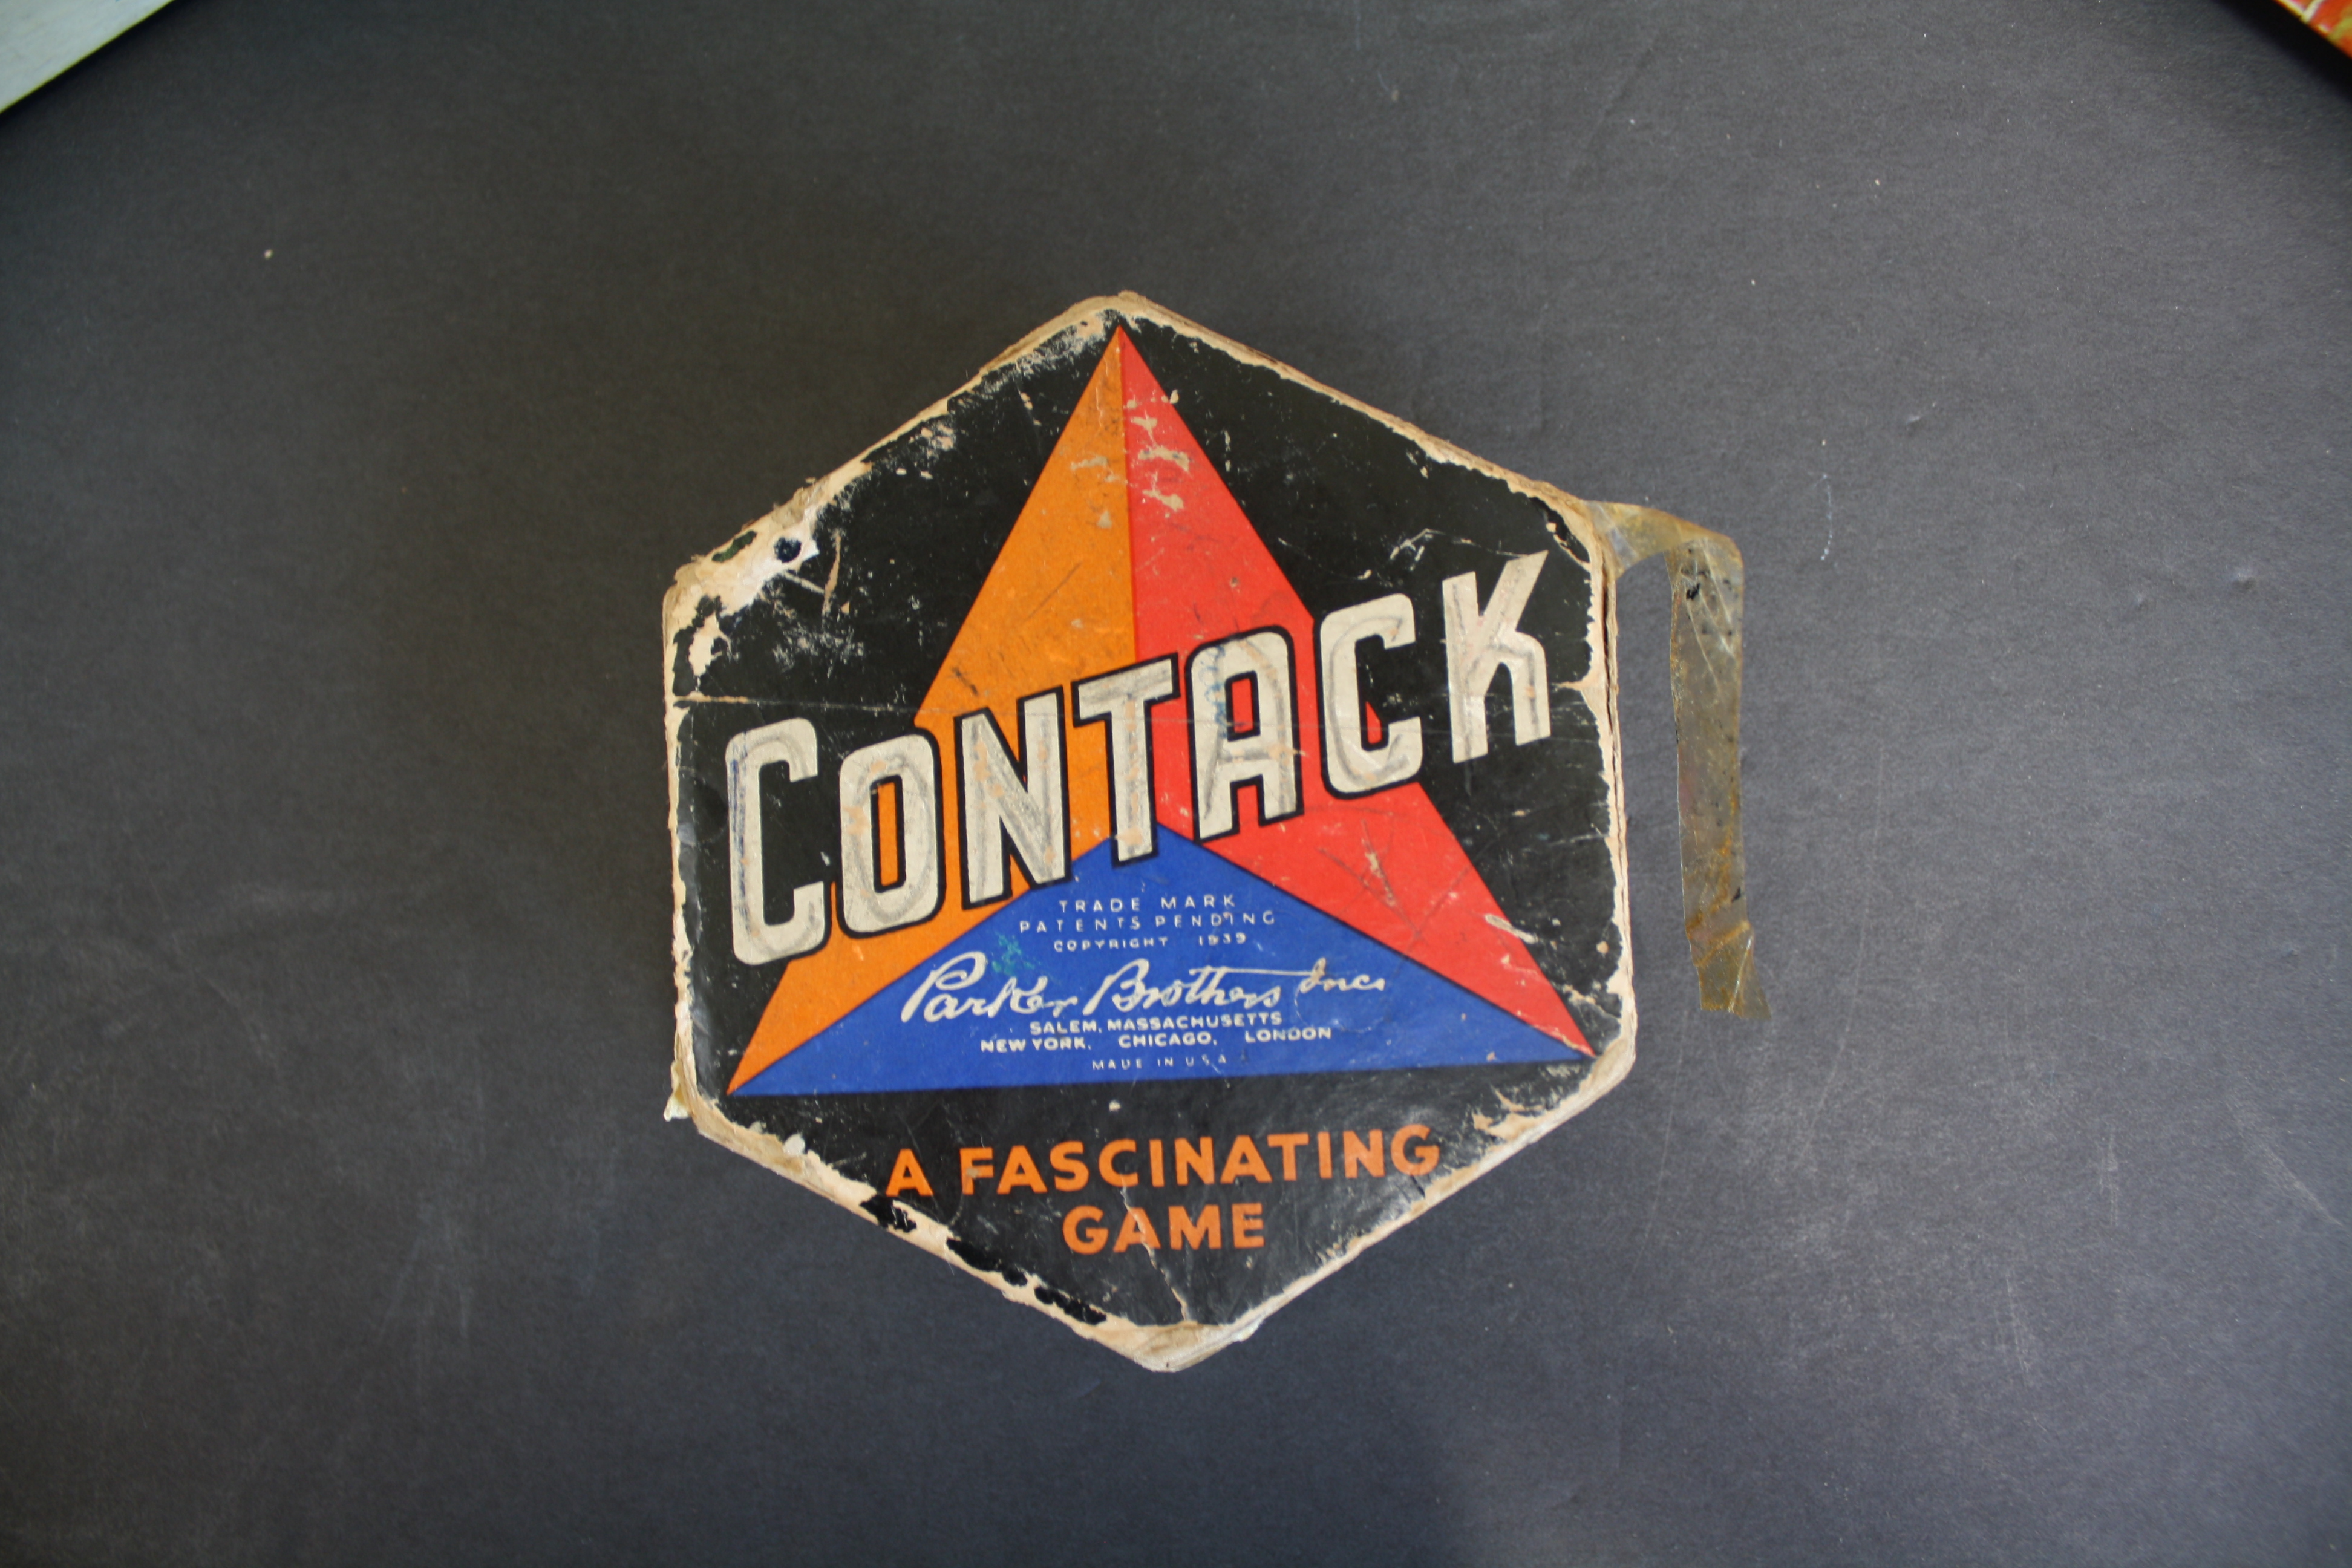 CONTACK
TRADE MARK
PATENTS PENDING
COPYRIGHT 1939
Parker Brothers Inc.
SALEM, MASSACHUSETTS
NEW YORK, CHICAGO, LONDON
MADE IN U.S.A.
A FASCINATING
GAME